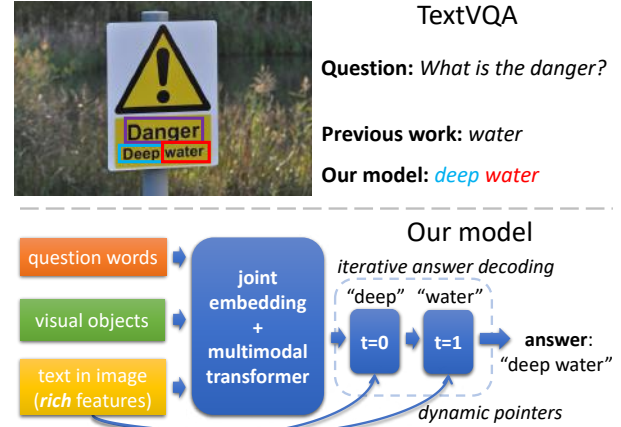 TextVQA
Question: What is the danger?
Previous work: water
Our model: deep water
Danger
Deep water
Our model
question words
visual objects
text in image
(rich features)
joint
embedding
+
multimodal
transformer
iterative answer decoding
“deep” “water”
t=0 t=1
answer:
“deep water”
dynamic pointers